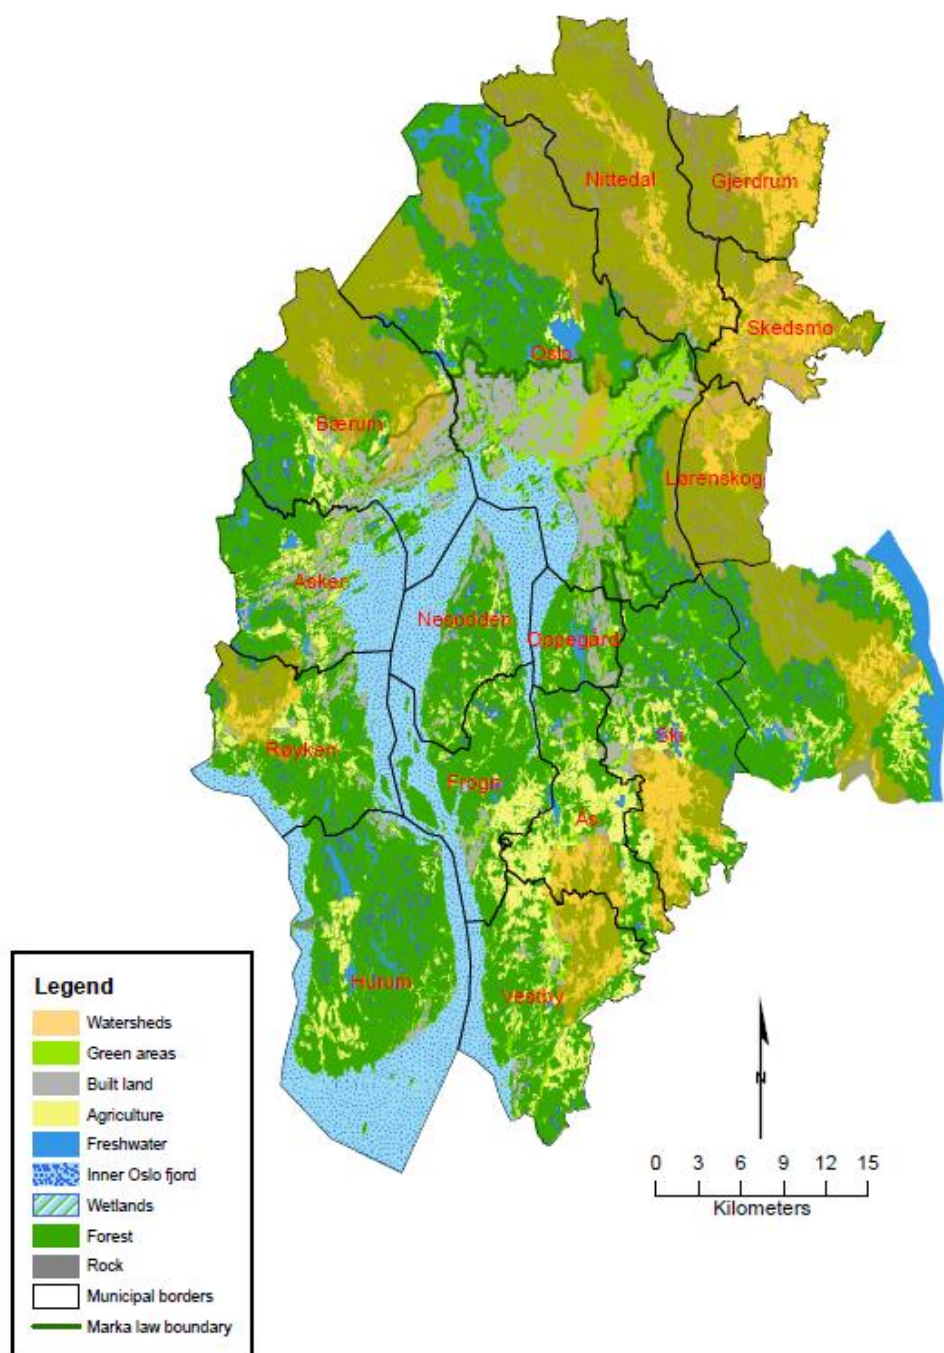 Nittedal
Gjerdrum
Skedsmo
Oslo
Bærum
Lørenskog
Asker
Nesodden
Oppegård
Ski
Røyken
Frogn
Ås
Hurum
Vestby
Legend
Watersheds
Green areas
Built land
Agriculture
Freshwater
Inner Oslo fjord
Wetlands
Forest
Rock
Municipal borders
Marka law boundary
N
0 3 6 9 12 15
Kilometers